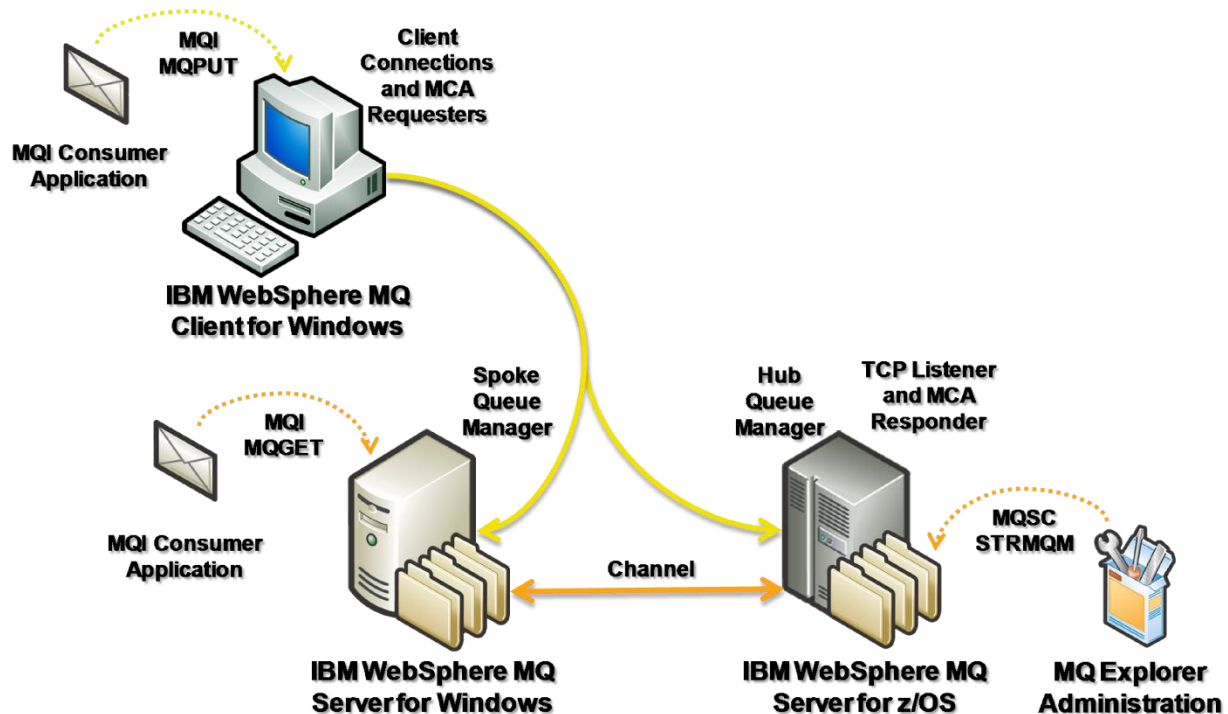 MQI
MQPUT
Client
Connections
and MCA
Requesters
MQI Consumer
Application
IBM WebSphere MQ
Client for Windows
Spoke
Queue
Manager
Hub
Queue
Manager
TCP Listener
and MCA
Responder
MQI
MQGET
MQI Consumer
Application
Channel
MQSC
STRMQM
IBM WebSphere MQ
Server for Windows
IBM WebSphere MQ
Server for z/OS
MQ Explorer
Administration